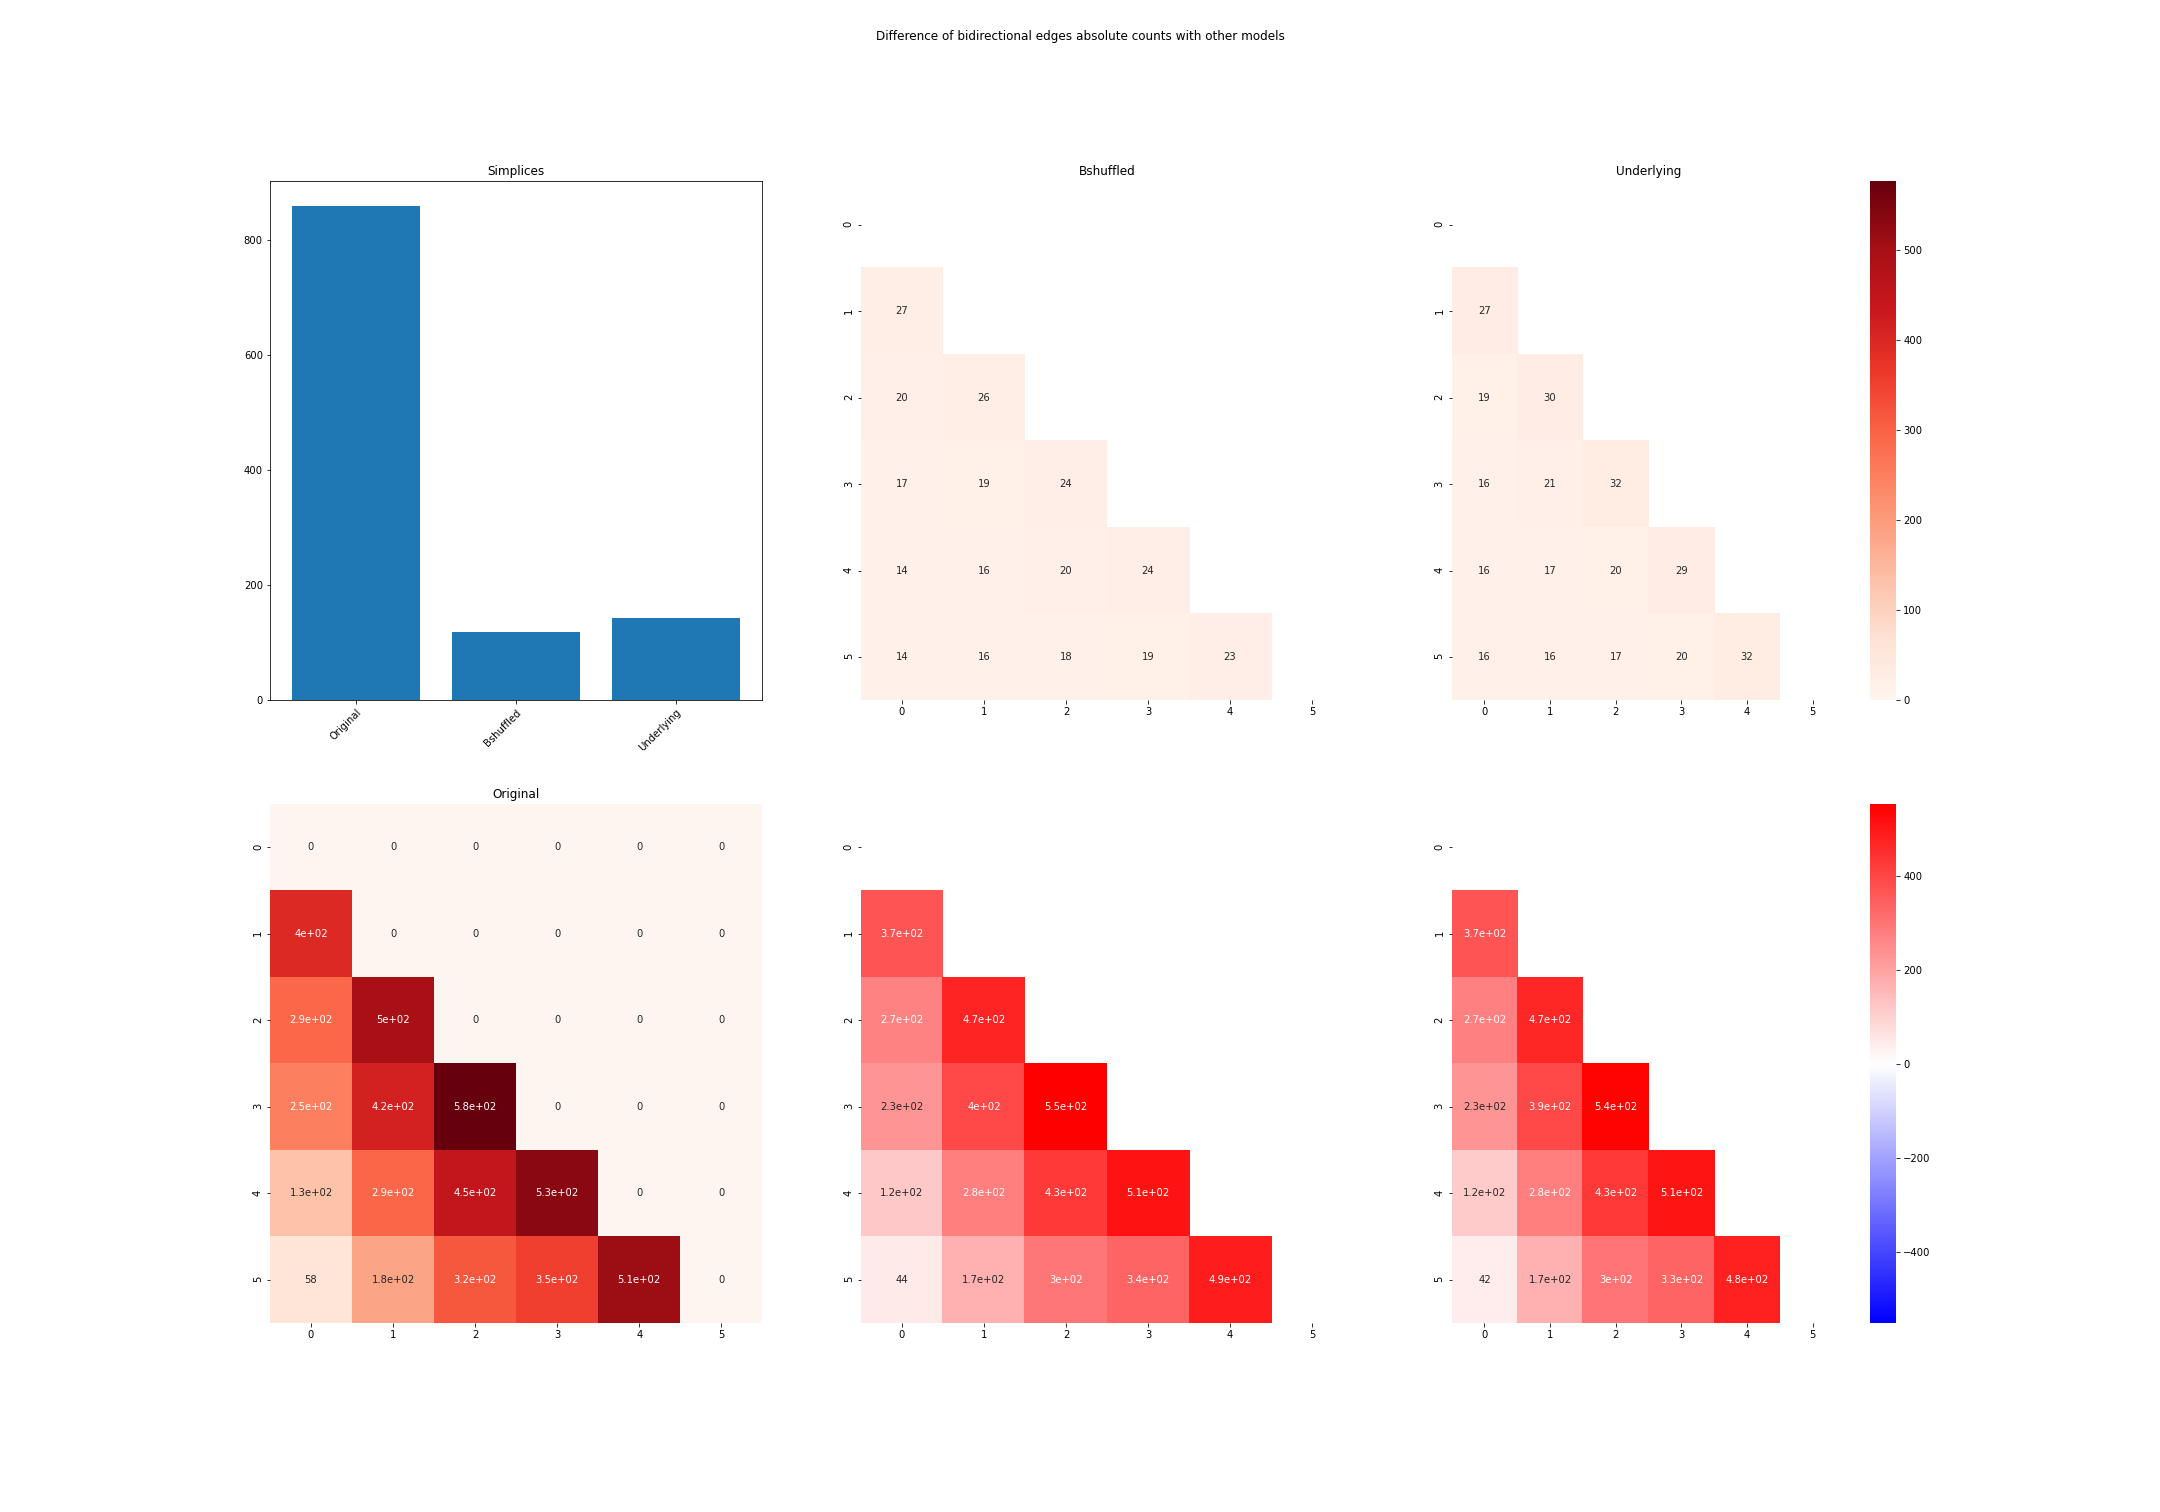 Difference of bidirectional edges absolute counts with other models
Simplices
800
600
400
200
0
Original
Bshuffled
Underlying
Bshuffled
0
1 27
2 20 26
3 17 19 24
4 14 16 20 24
5 14 16 18 19 23
0 1 2 3 4 5
Underlying
0
1 27
2 19 30
3 16 21 32
4 16 17 20 29
5 16 16 17 20 32
0 1 2 3 4 5
500
400
300
200
100
0
Original
0 0 0 0 0 0 0
1 4e+02 0 0 0 0 0
2 2.9e+02 5e+02 0 0 0 0
3 2.5e+02 4.2e+02 5.8e+02 0 0 0
4 1.3e+02 2.9e+02 4.5e+02 5.3e+02 0 0
5 58 1.8e+02 3.2e+02 3.5e+02 5.1e+02 0
0 1 2 3 4 5
0
1 3.7e+02
2 2.7e+02 4.7e+02
3 2.3e+02 4e+02 5.5e+02
4 1.2e+02 2.8e+02 4.3e+02 5.1e+02
5 44 1.7e+02 3e+02 3.4e+02 4.9e+02
0 1 2 3 4 5
0
1 3.7e+02
2 2.7e+02 4.7e+02
3 2.3e+02 3.9e+02 5.4e+02
4 1.2e+02 2.8e+02 4.3e+02 5.1e+02
5 42 1.7e+02 3e+02 3.3e+02 4.8e+02
0 1 2 3 4 5
400
200
0
−200
−400